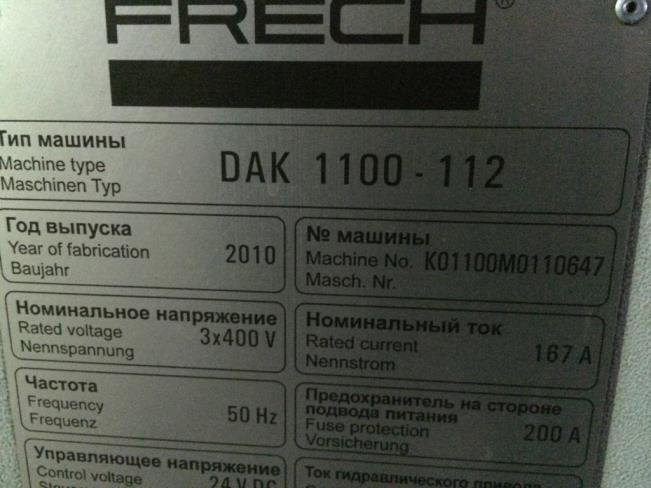 FRECH®
Тип машины
Machine type
Maschinen Typ
DAK 1100 - 112
Год выпуска
Year of fabrication
Baujahr
2010
№ машины
Machine No. K01100M0110647
Masch. Nr.
Номинальное напряжение
Rated voltage
Nennspannung
3x400 V
Номинальный ток
Rated current
Nennstrom
167 A
Частота
Frequency
Frequenz
50 Hz
Предохранитель на стороне
подвода питания
Fuse protection
Vorsicherung
200 A
Управляющее напряжение
Control voltage
24 V DC
Ток гидравлического привода